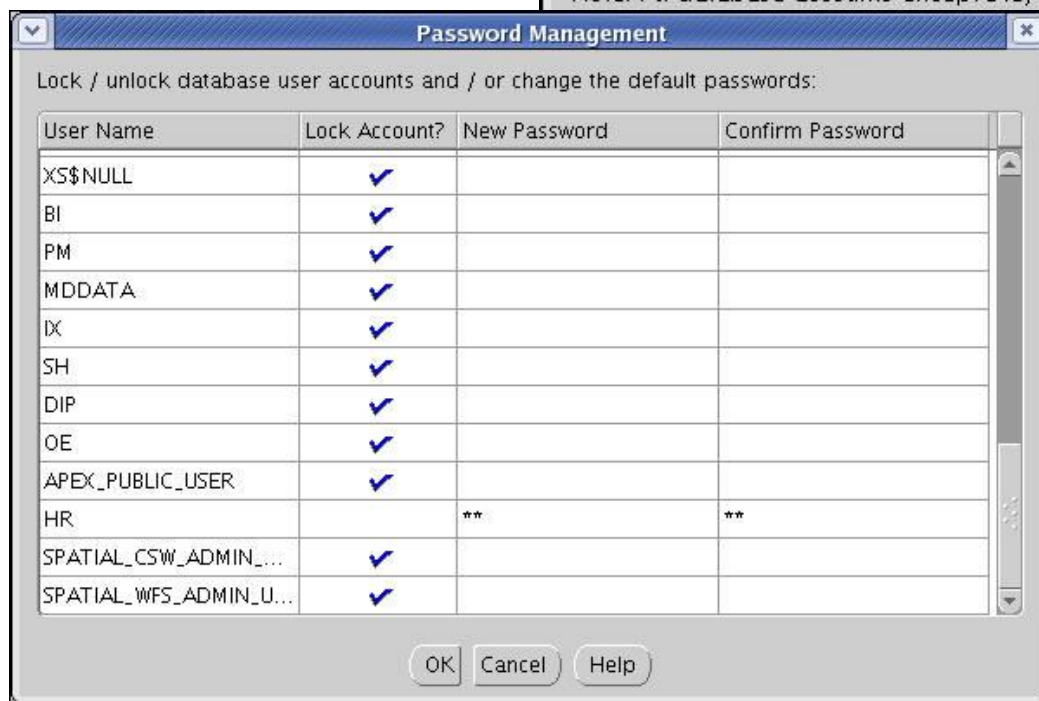 Password Management
Lock / unlock database user accounts and / or change the default passwords:
User Name Lock Account? New Password Confirm Password
XS$NULL
BI
PM
MDDATA
IX
SH
DIP
OE
APEX_PUBLIC_USER
HR ** **
SPATIAL_CSW_ADMIN_...
SPATIAL_WFS_ADMIN_U...
OK Cancel Help